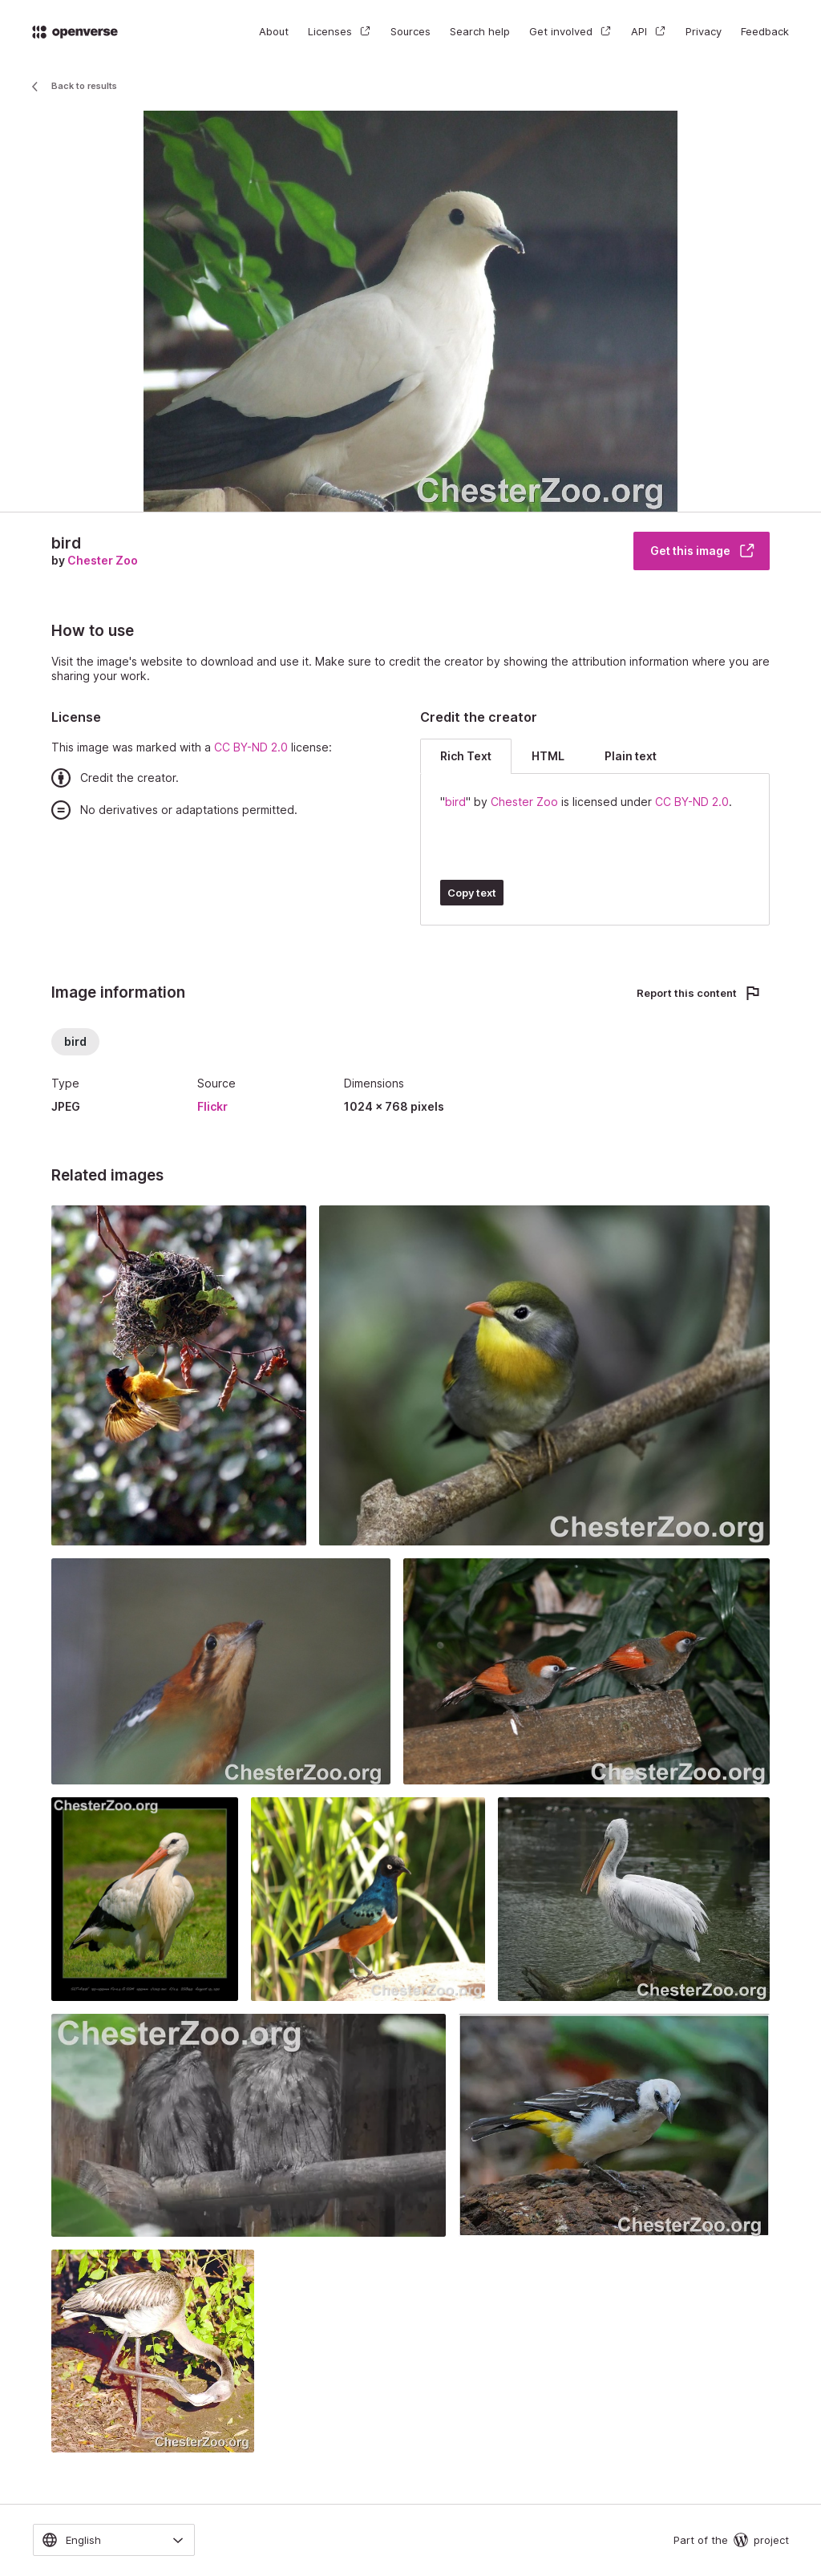 openverse
About
Licenses
Sources
Search help
Get involved
API
Privacy
Feedback
Back to results
ChesterZoo.org
bird
by Chester Zoo
Get this image
How to use
Visit the image's website to download and use it. Make sure to credit the creator by showing the attribution information where you are
sharing your work.
License
This image was marked with a CC BY-ND 2.0 license:
Credit the creator.
No derivatives or adaptations permitted.
Credit the creator
Rich Text
HTML
Plain text
"bird" by Chester Zoo is licensed under CC BY-ND 2.0.
Copy text
Image information
Report this content
bird
Type
JPEG
Source
Flickr
Dimensions
1024 × 768 pixels
Related images
ChesterZoo.org
ChesterZoo.org
ChesterZoo.org
ChesterZoo.org
ChesterZoo.org
ChesterZoo.org
ChesterZoo.org
ChesterZoo.org
ChesterZoo.org
English
Part of the
project